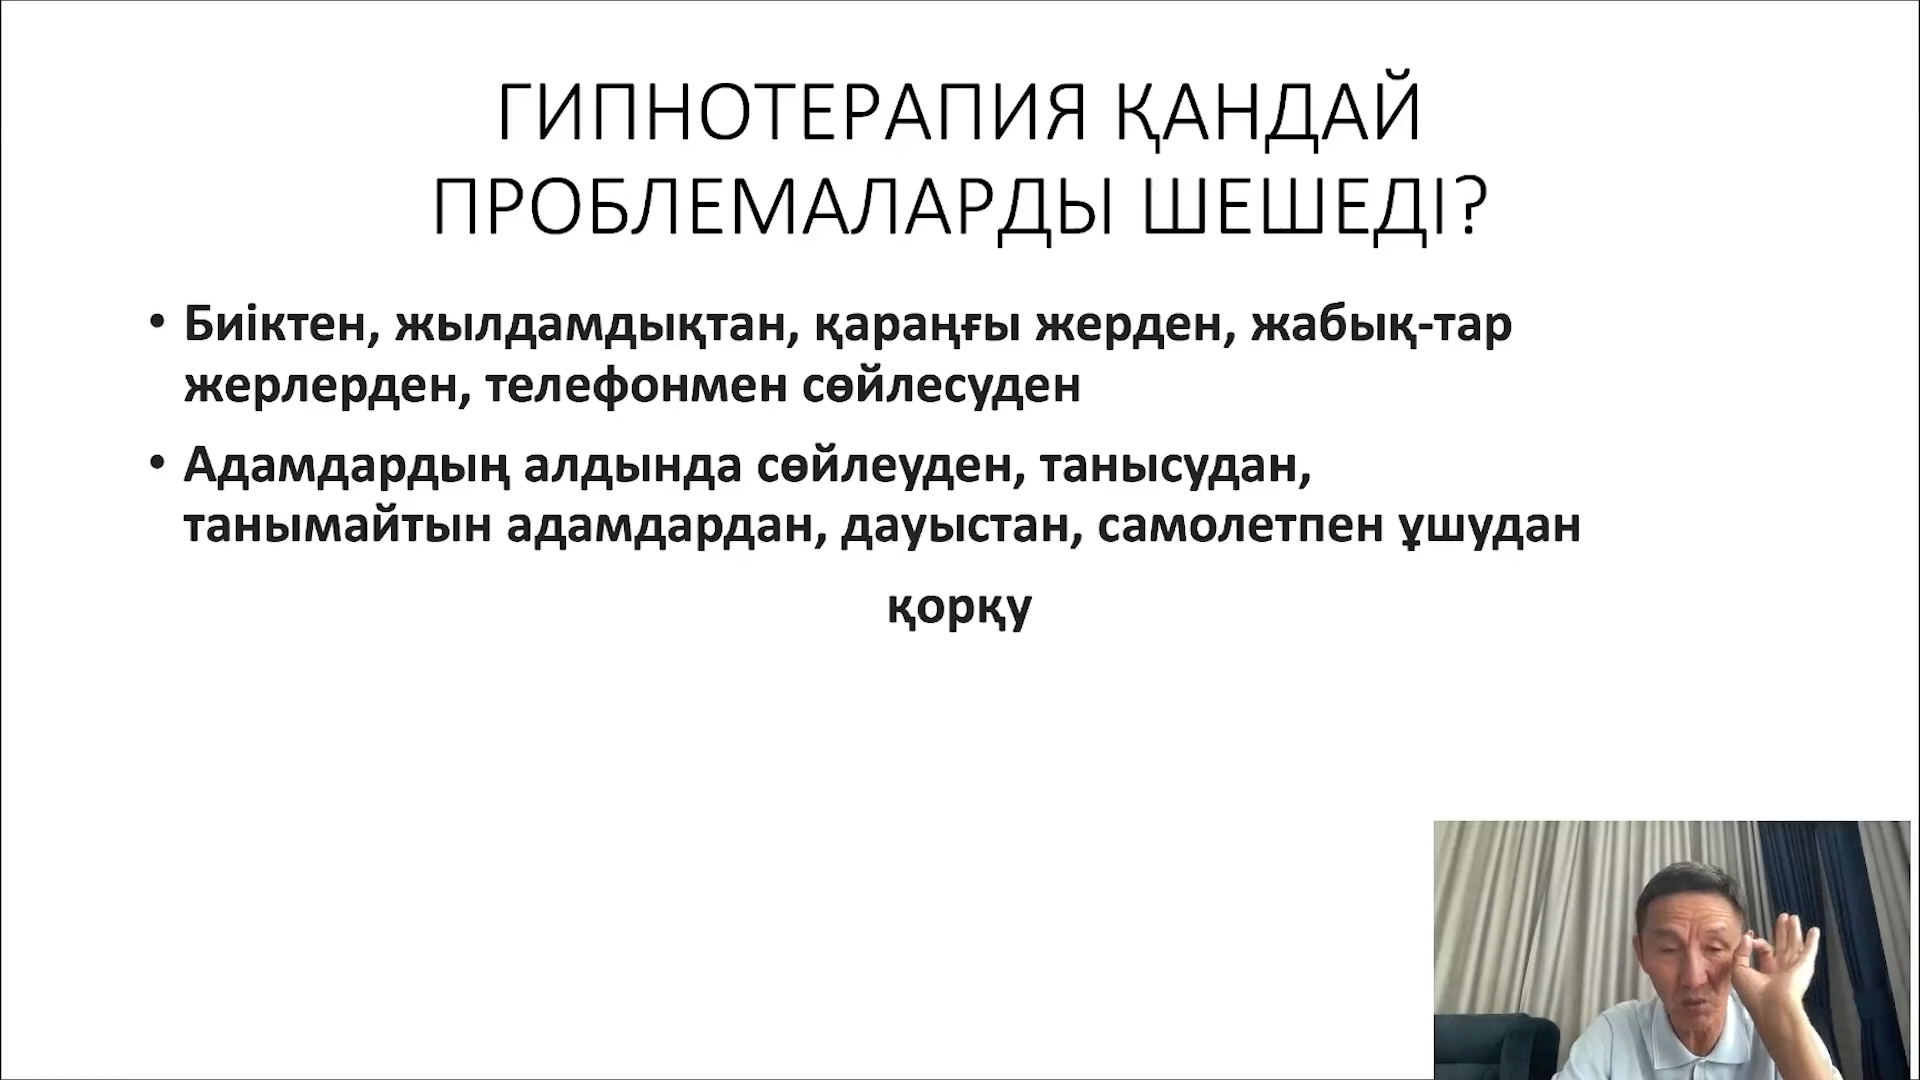 ГИПНОТЕРАПИЯ ҚАНДАЙ
ПРОБЛЕМАЛАРДЫ ШЕШЕДІ?
• Биіктен, жылдамдықтан, қараңғы жерден, жабық-тар
жерлерден, телефонмен сөйлесуден
• Адамдардың алдында сөйлеуден, танысудан,
танымайтын адамдардан, дауыстан, самолетпен ұшудан
қорқу